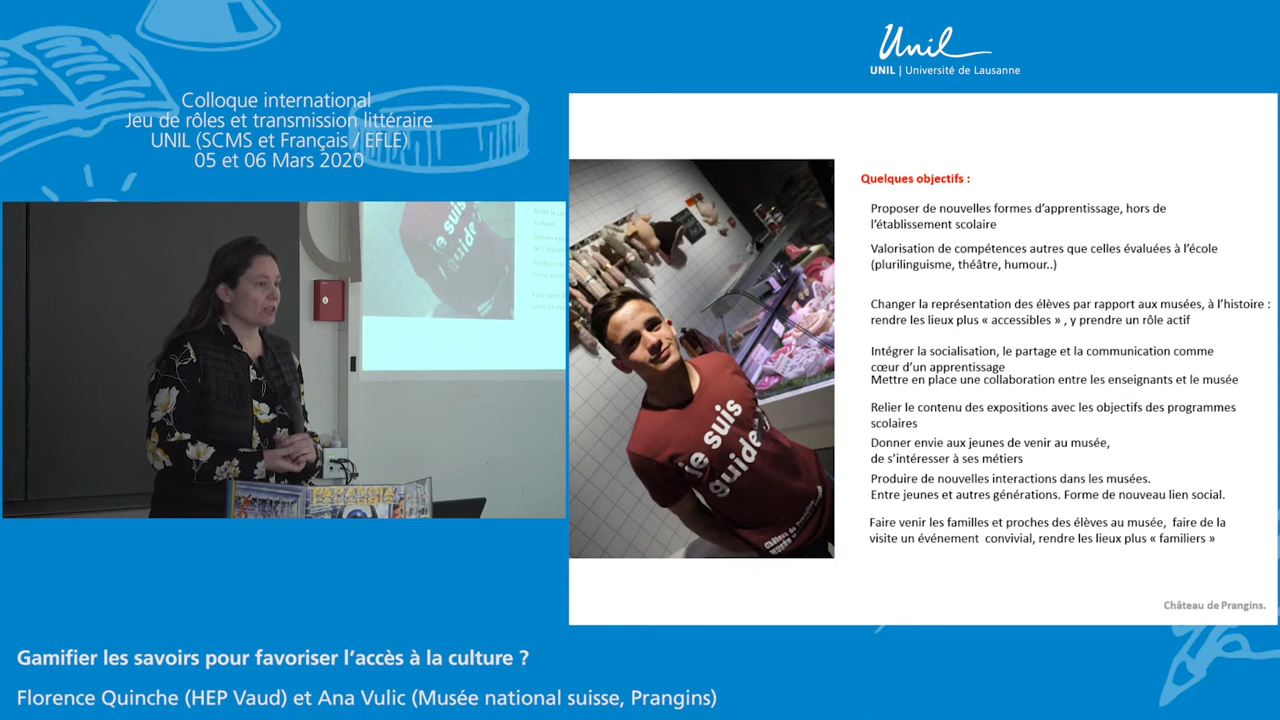 Unil
UNIL | Université de Lausanne
Colloque international
Jeu de rôles et transmission littéraire
UNIL (SCMS et Français / EFLE)
05 et 06 Mars 2020
je suis
guide
Quelques objectifs :
Proposer de nouvelles formes d’apprentissage, hors de
l’établissement scolaire
Valorisation de compétences autres que celles évaluées à l’école
(plurilinguisme, théâtre, humour..)
Changer la représentation des élèves par rapport aux musées, à l’histoire :
rendre les lieux plus « accessibles » , y prendre un rôle actif
Intégrer la socialisation, le partage et la communication comme
cœur d’un apprentissage
Mettre en place une collaboration entre les enseignants et le musée
Relier le contenu des expositions avec les objectifs des programmes
scolaires
Donner envie aux jeunes de venir au musée,
de s’intéresser à ses métiers
Produire de nouvelles interactions dans les musées.
Entre jeunes et autres générations. Forme de nouveau lien social.
Faire venir les familles et proches des élèves au musée, faire de la
visite un événement convivial, rendre les lieux plus « familiers »
je suis
guide
Château de Prangins
Château de Prangins.
Gamifier les savoirs pour favoriser l’accès à la culture ?
Florence Quinche (HEP Vaud) et Ana Vulic (Musée national suisse, Prangins)